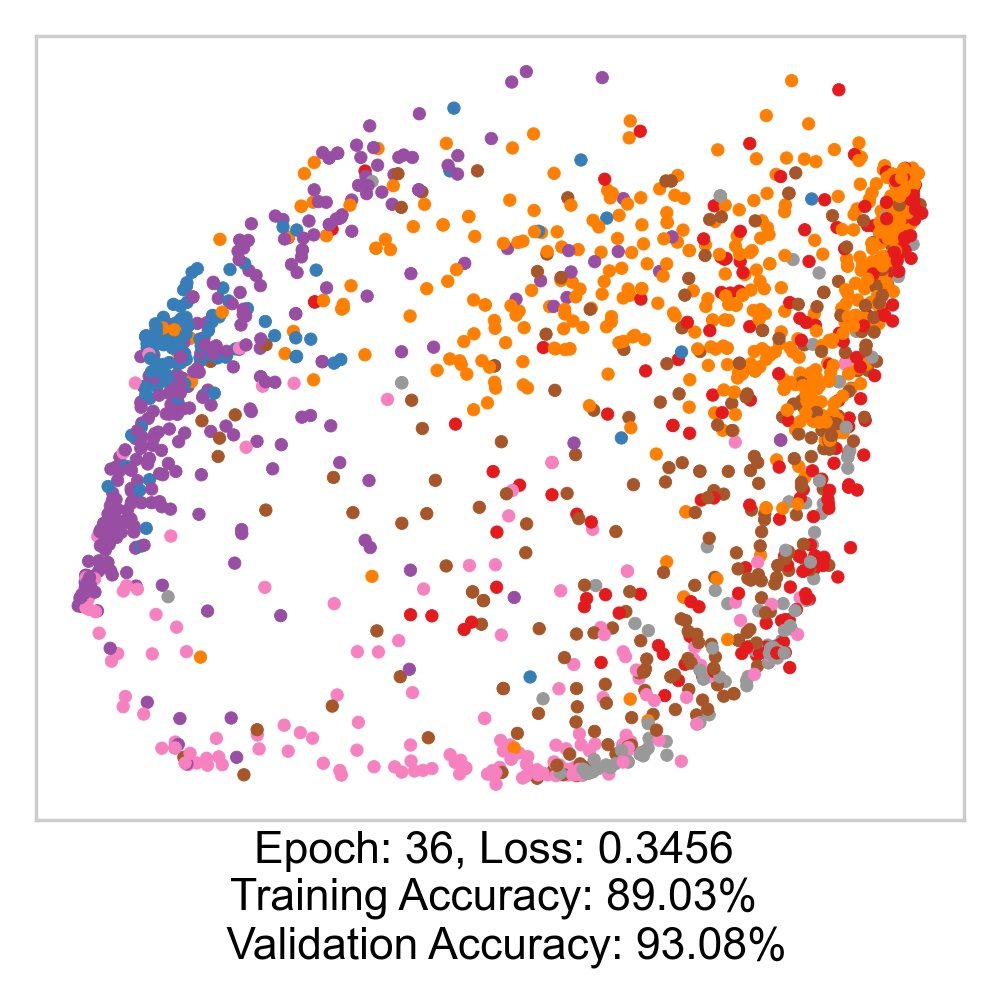 Epoch: 36, Loss: 0.3456
Training Accuracy: 89.03%
Validation Accuracy: 93.08%